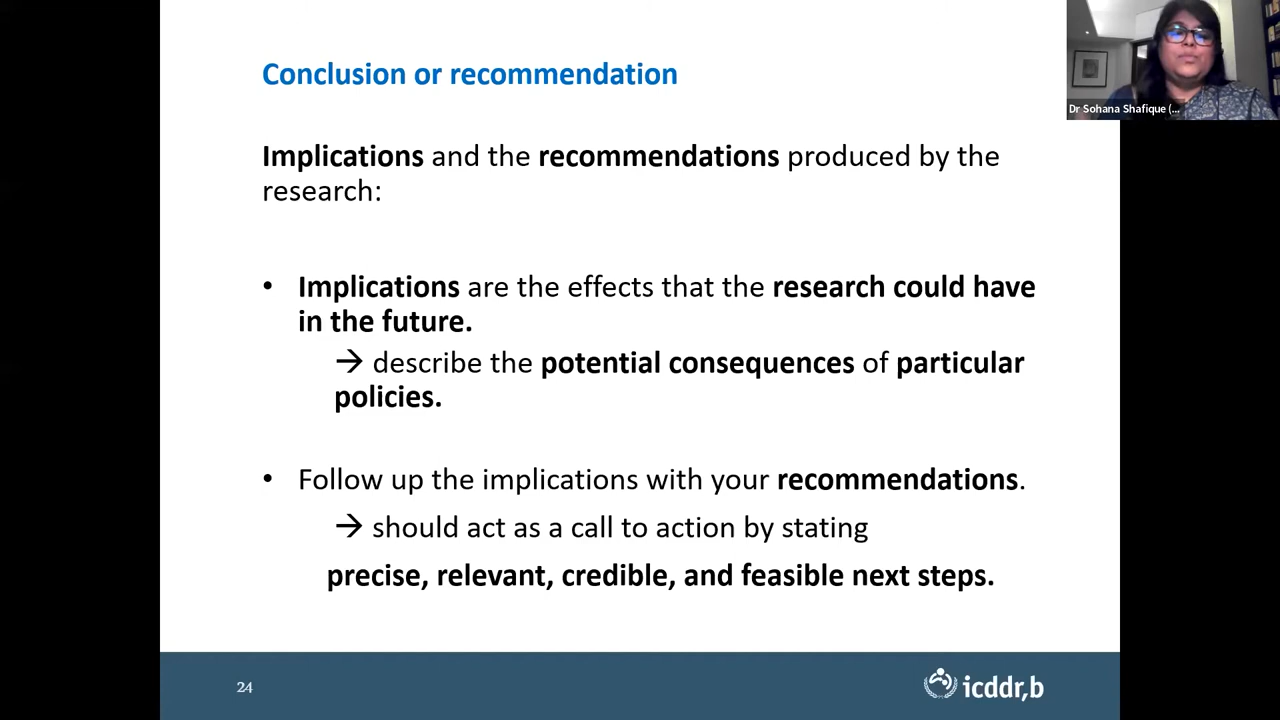 Conclusion or recommendation
Dr Sohana Shafique (...
Implications and the recommendations produced by the
research:
• Implications are the effects that the research could have
in the future.
→ describe the potential consequences of particular
policies.
• Follow up the implications with your recommendations.
→ should act as a call to action by stating
precise, relevant, credible, and feasible next steps.
24
icddr,b